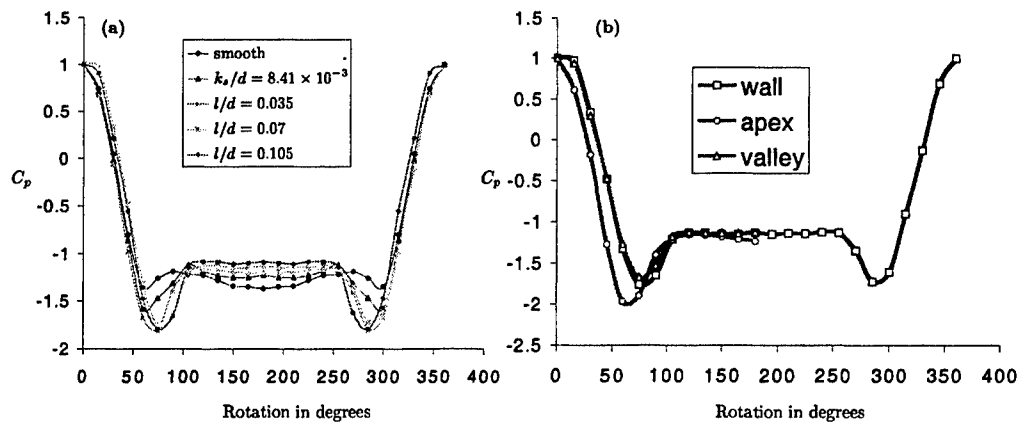 (a)
1.5
1
0.5
0
-0.5
-1
-1.5
-2
C_p
smooth
k_s/d = 8.41 × 10^{-3}
l/d = 0.035
l/d = 0.07
l/d = 0.105
0 50 100 150 200 250 300 350 400
Rotation in degrees
(b)
1.5
1
0.5
0
-0.5
-1
-1.5
-2
-2.5
C_p
wall
apex
valley
0 50 100 150 200 250 300 350 400
Rotation in degrees